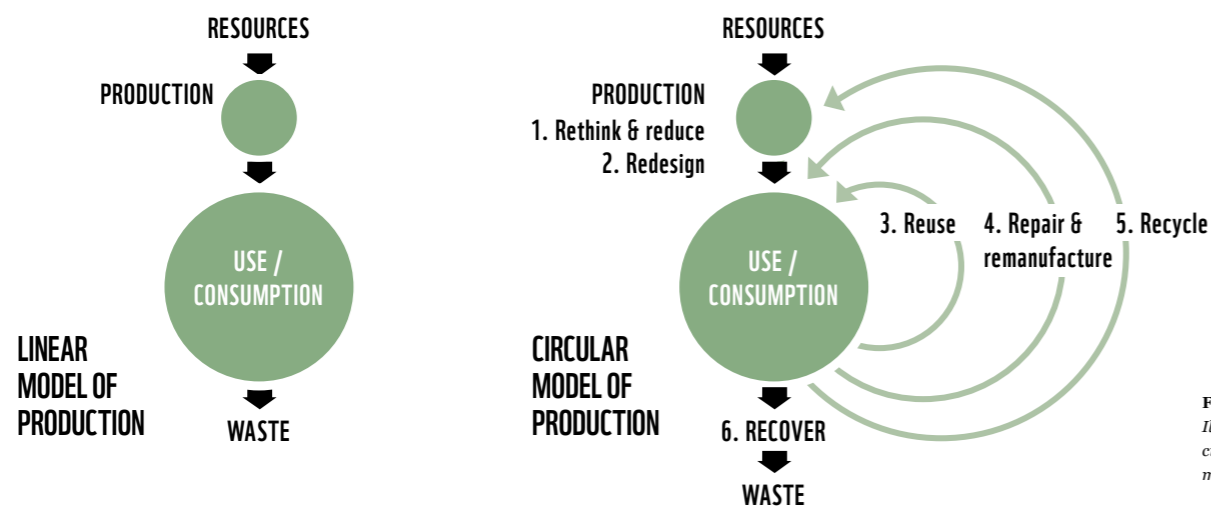 RESOURCES
PRODUCTION
USE /
CONSUMPTION
LINEAR
MODEL OF
PRODUCTION
WASTE
RESOURCES
PRODUCTION
1. Rethink & reduce
2. Redesign
3. Reuse
4. Repair &
remanufacture
5. Recycle
USE /
CONSUMPTION
CIRCULAR
MODEL OF
PRODUCTION
6. RECOVER
WASTE